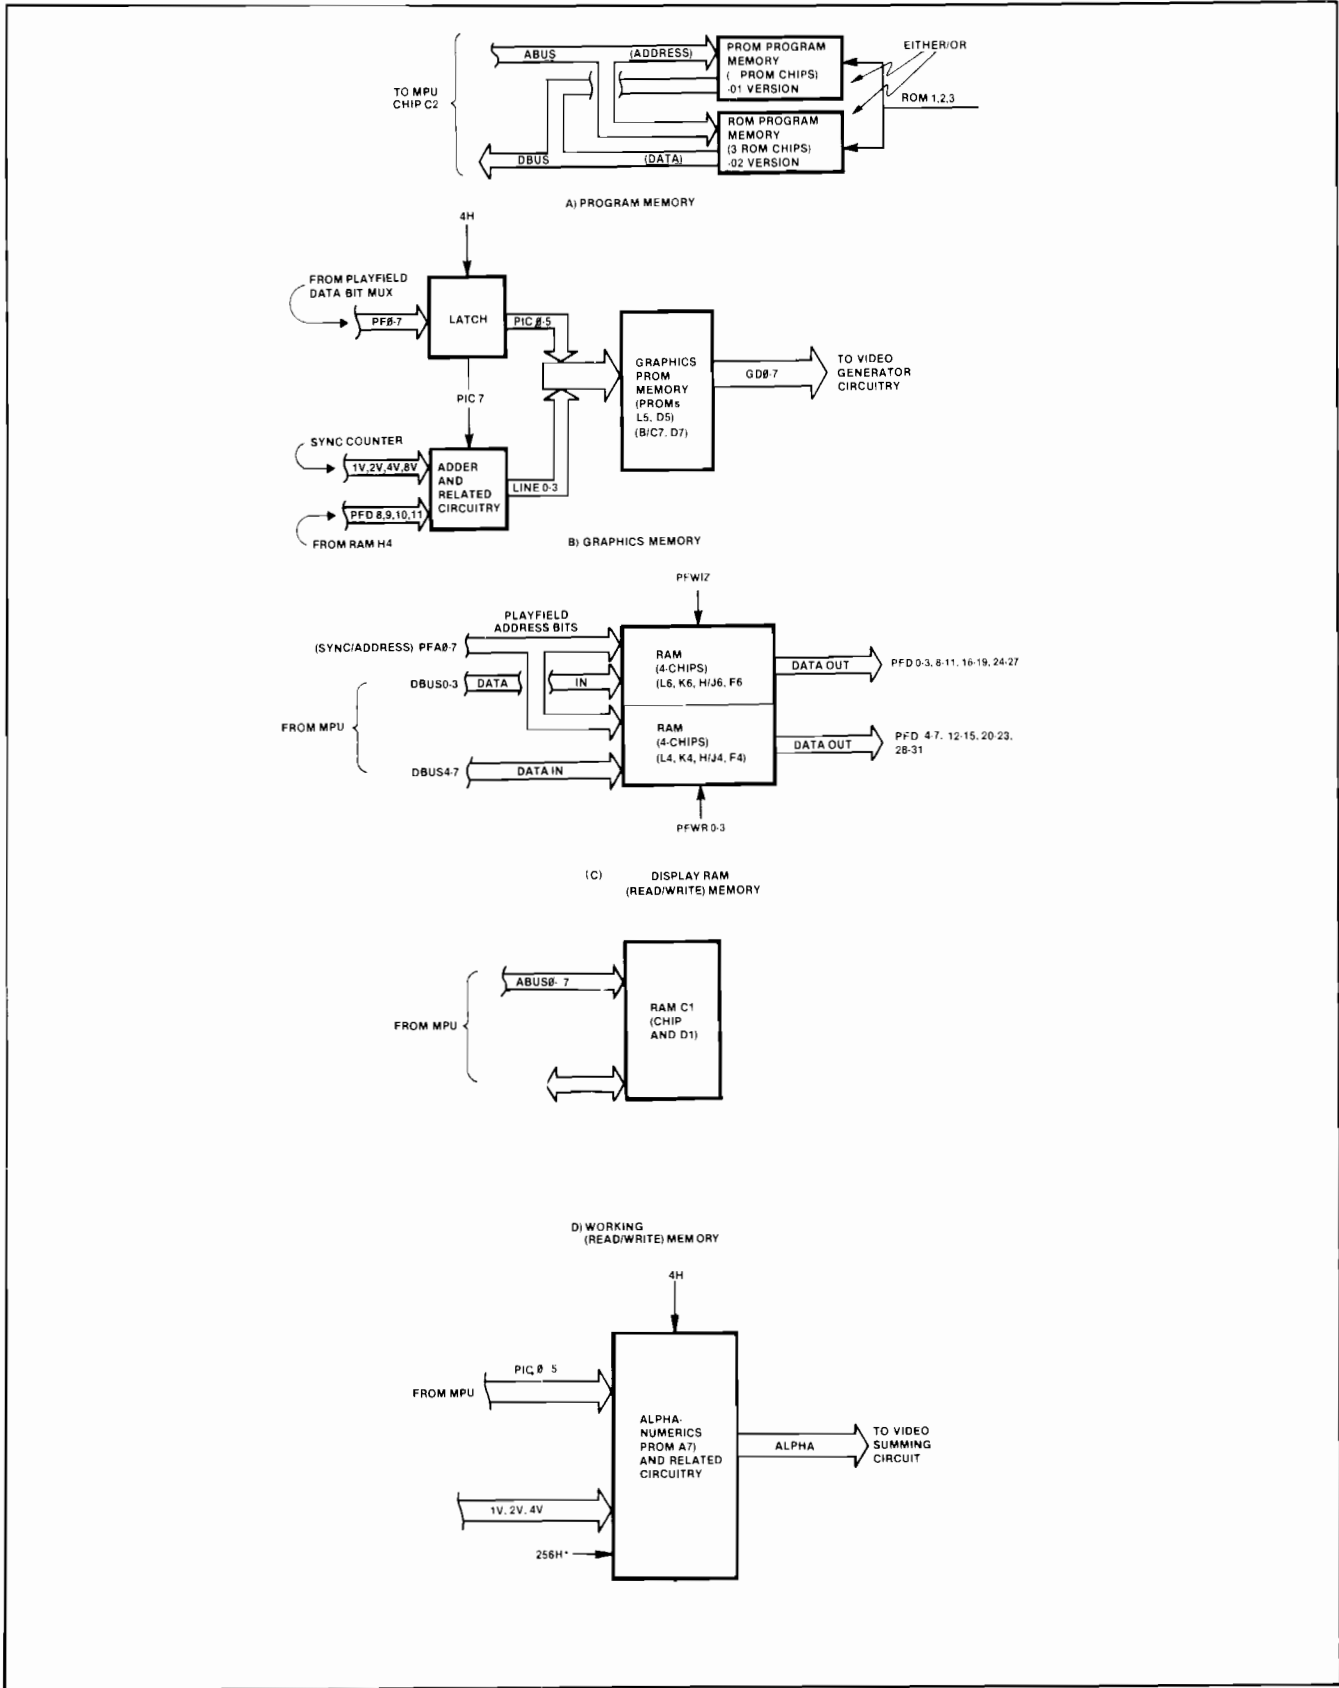 ABUS
(ADDRESS)
PROM PROGRAM
MEMORY
( PROM CHIPS)
-01 VERSION
EITHER/OR
TO MPU
CHIP C2
ROM 1,2,3
ROM PROGRAM
MEMORY
(3 ROM CHIPS)
-02 VERSION
DBUS
(DATA)
A) PROGRAM MEMORY
4H
FROM PLAYFIELD
DATA BIT MUX
PFØ-7
LATCH
PIC Ø-5
GRAPHICS
PROM
MEMORY
(PROMs
L5, D5)
(B/C7, D7)
GDØ-7
TO VIDEO
GENERATOR
CIRCUITRY
PIC 7
SYNC COUNTER
1V,2V,4V,8V
ADDER
AND
RELATED
CIRCUITRY
LINE 0-3
PFD 8,9,10,11
FROM RAM H4
B) GRAPHICS MEMORY
PFWIZ
PLAYFIELD
ADDRESS BITS
(SYNC/ADDRESS) PFAØ-7
RAM
(4-CHIPS)
(L6, K6, H/J6, F6
DATA OUT
PFD 0-3, 8-11, 16-19, 24-27
DBUS0-3
DATA
IN
FROM MPU
RAM
(4-CHIPS)
(L4, K4, H/J4, F4)
DATA OUT
PFD 4-7, 12-15, 20-23,
28-31
DBUS4-7
DATA IN
PFWR 0-3
(C) DISPLAY RAM
(READ/WRITE) MEMORY
ABUSØ- 7
FROM MPU
RAM C1
(CHIP
AND D1)
D) WORKING
(READ/WRITE) MEMORY
4H
PIC Ø 5
FROM MPU
ALPHA-
NUMERICS
PROM A7)
AND RELATED
CIRCUITRY
ALPHA
TO VIDEO
SUMMING
CIRCUIT
1V, 2V, 4V
256H*